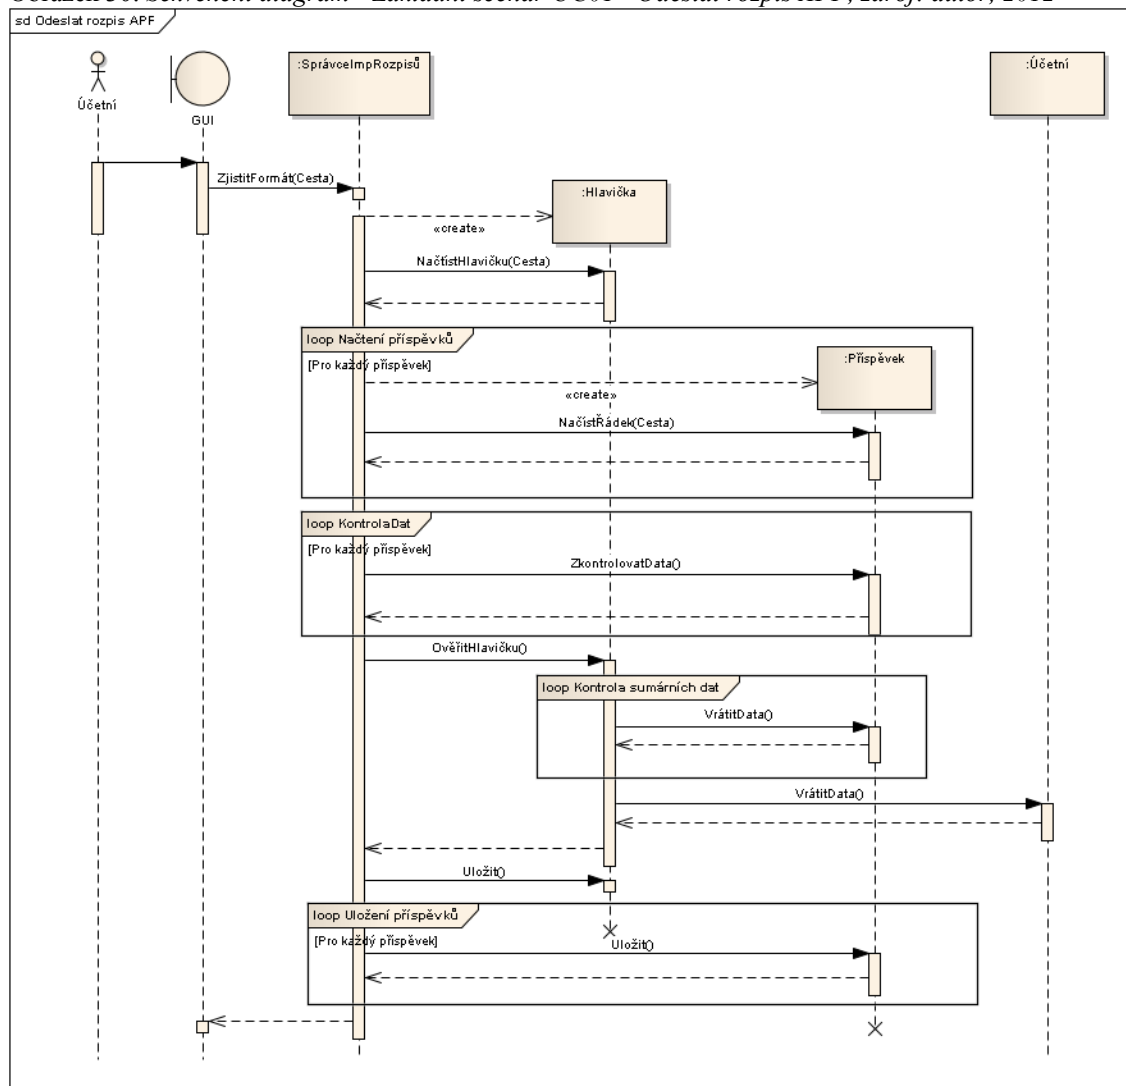 sd Odeslat rozpis APF
:SprávceImpRozpisů
:Účetní
Účetní
GUI
ZjistitFormát(Cesta)
:Hlavička
«create»
NačtístHlavičku(Cesta)
loop Načtení příspěvků
[Pro každý příspěvek]
:Příspěvek
«create»
NačístŘádek(Cesta)
loop KontrolaDat
[Pro každý příspěvek]
ZkontrolovatData()
OvěřitHlavičku()
loop Kontrola sumárních dat
VrátitData()
VrátitData()
Uložit()
loop Uložení příspěvků
[Pro každý příspěvek]
Uložit()